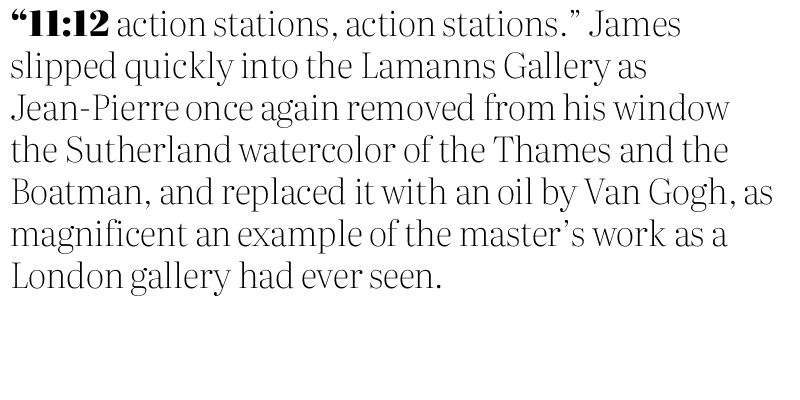 “11:12 action stations, action stations.” James
slipped quickly into the Lamanns Gallery as
Jean-Pierre once again removed from his window
the Sutherland watercolor of the Thames and the
Boatman, and replaced it with an oil by Van Gogh, as
magnificent an example of the master’s work as a
London gallery had ever seen.